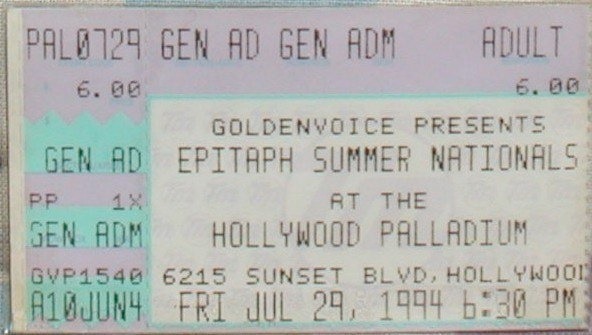 PAL0729 GEN AD GEN ADM ADULT
6.00 6.00
GOLDENVOICE PRESENTS
GEN AD EPITAPH SUMMER NATIONALS
PP 1X AT THE
GEN ADM HOLLYWOOD PALLADIUM
GVP1540 6215 SUNSET BLVD, HOLLYWOOD
A10JUN4 FRI JUL 29, 1994 6:30 PM